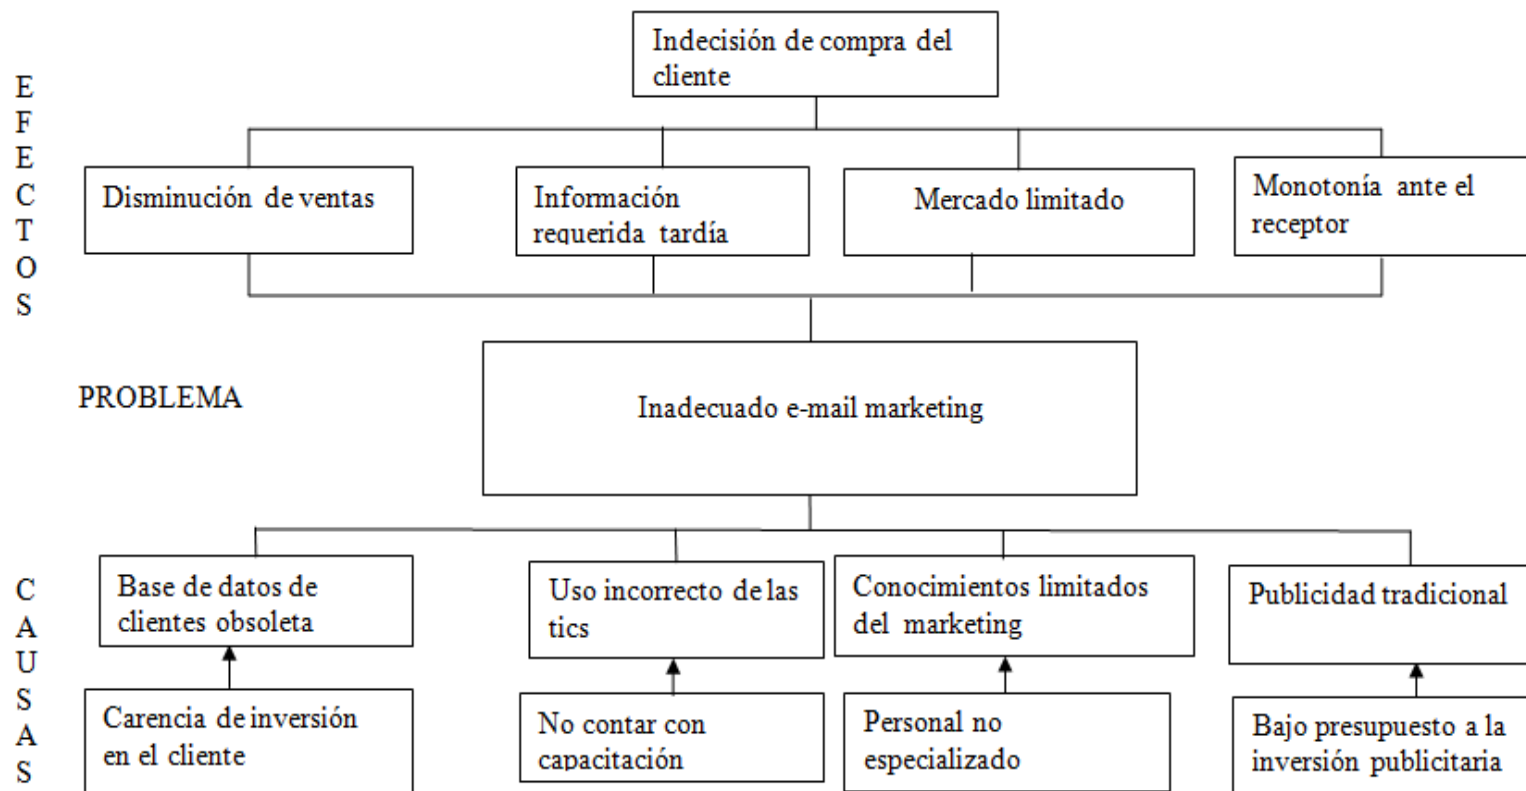 Indecisión de compra del
cliente
EFECTOS
Disminución de ventas
Información
requerida tardía
Mercado limitado
Monotonía ante el
receptor
PROBLEMA
Inadecuado e-mail marketing
CAUSAS
Base de datos de
clientes obsoleta
Uso incorrecto de las
tics
Conocimientos limitados
del marketing
Publicidad tradicional
Carencia de inversión
en el cliente
No contar con
capacitación
Personal no
especializado
Bajo presupuesto a la
inversión publicitaria